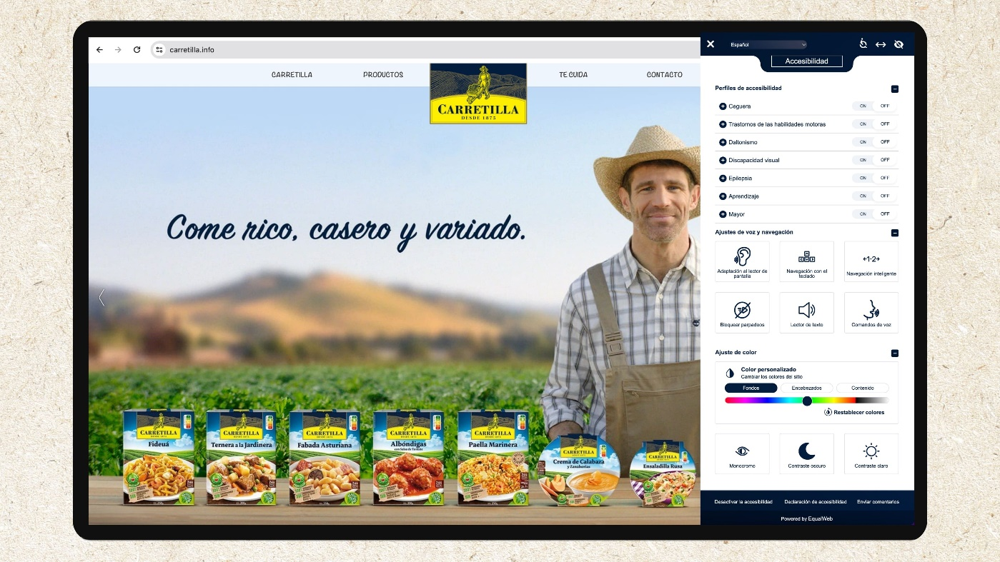 carretilla.info
CARRETILLA
PRODUCTOS
TE CUIDA
CONTACTO
CARRETILLA
DESDE 1875
Come rico, casero y variado.
CARRETILLA
Fideuá
CARRETILLA
Ternera a la Jardinera
CARRETILLA
Fabada Asturiana
CARRETILLA
Albóndigas
con Salsa de Tomate
CARRETILLA
Paella Marinera
CARRETILLA
Crema de Calabaza
y Zanahorias
CARRETILLA
Ensaladilla Rusa
Español
Accesibilidad
Perfiles de accesibilidad
Ceguera ON OFF
Trastornos de las habilidades motoras ON OFF
Daltonismo ON OFF
Discapacidad visual ON OFF
Epilepsia ON OFF
Aprendizaje ON OFF
Mayor ON OFF
Ajustes de voz y navegación
Adaptación al lector de
pantalla
Navegación con el
teclado
1-2
Navegación inteligente
Bloquear parpadeos
Lector de texto
Comandos de voz
Ajuste de color
Color personalizado
Cambiar los colores del sitio
Fondos
Encabezados
Contenido
Restablecer colores
Monocromo
Contraste oscuro
Contraste claro
Desactivar la accesibilidad
Declaración de accesibilidad
Enviar comentarios
Powered by EqualWeb